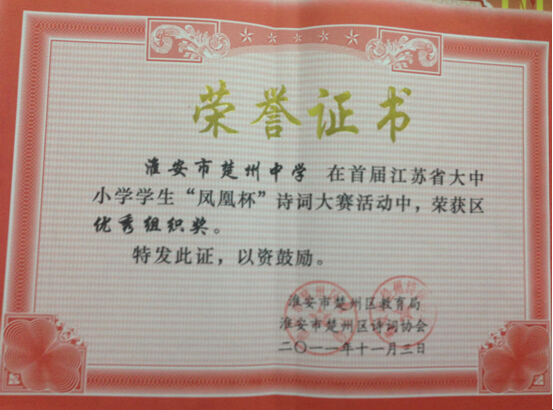 荣誉证书
淮安市楚州中学 在首届江苏省大中
小学学生“凤凰杯”诗词大赛活动中，荣获区
优秀组织奖。
特发此证，以资鼓励。
淮安市楚州区教育局
淮安市楚州区诗词协会
二〇一一年十一月三日